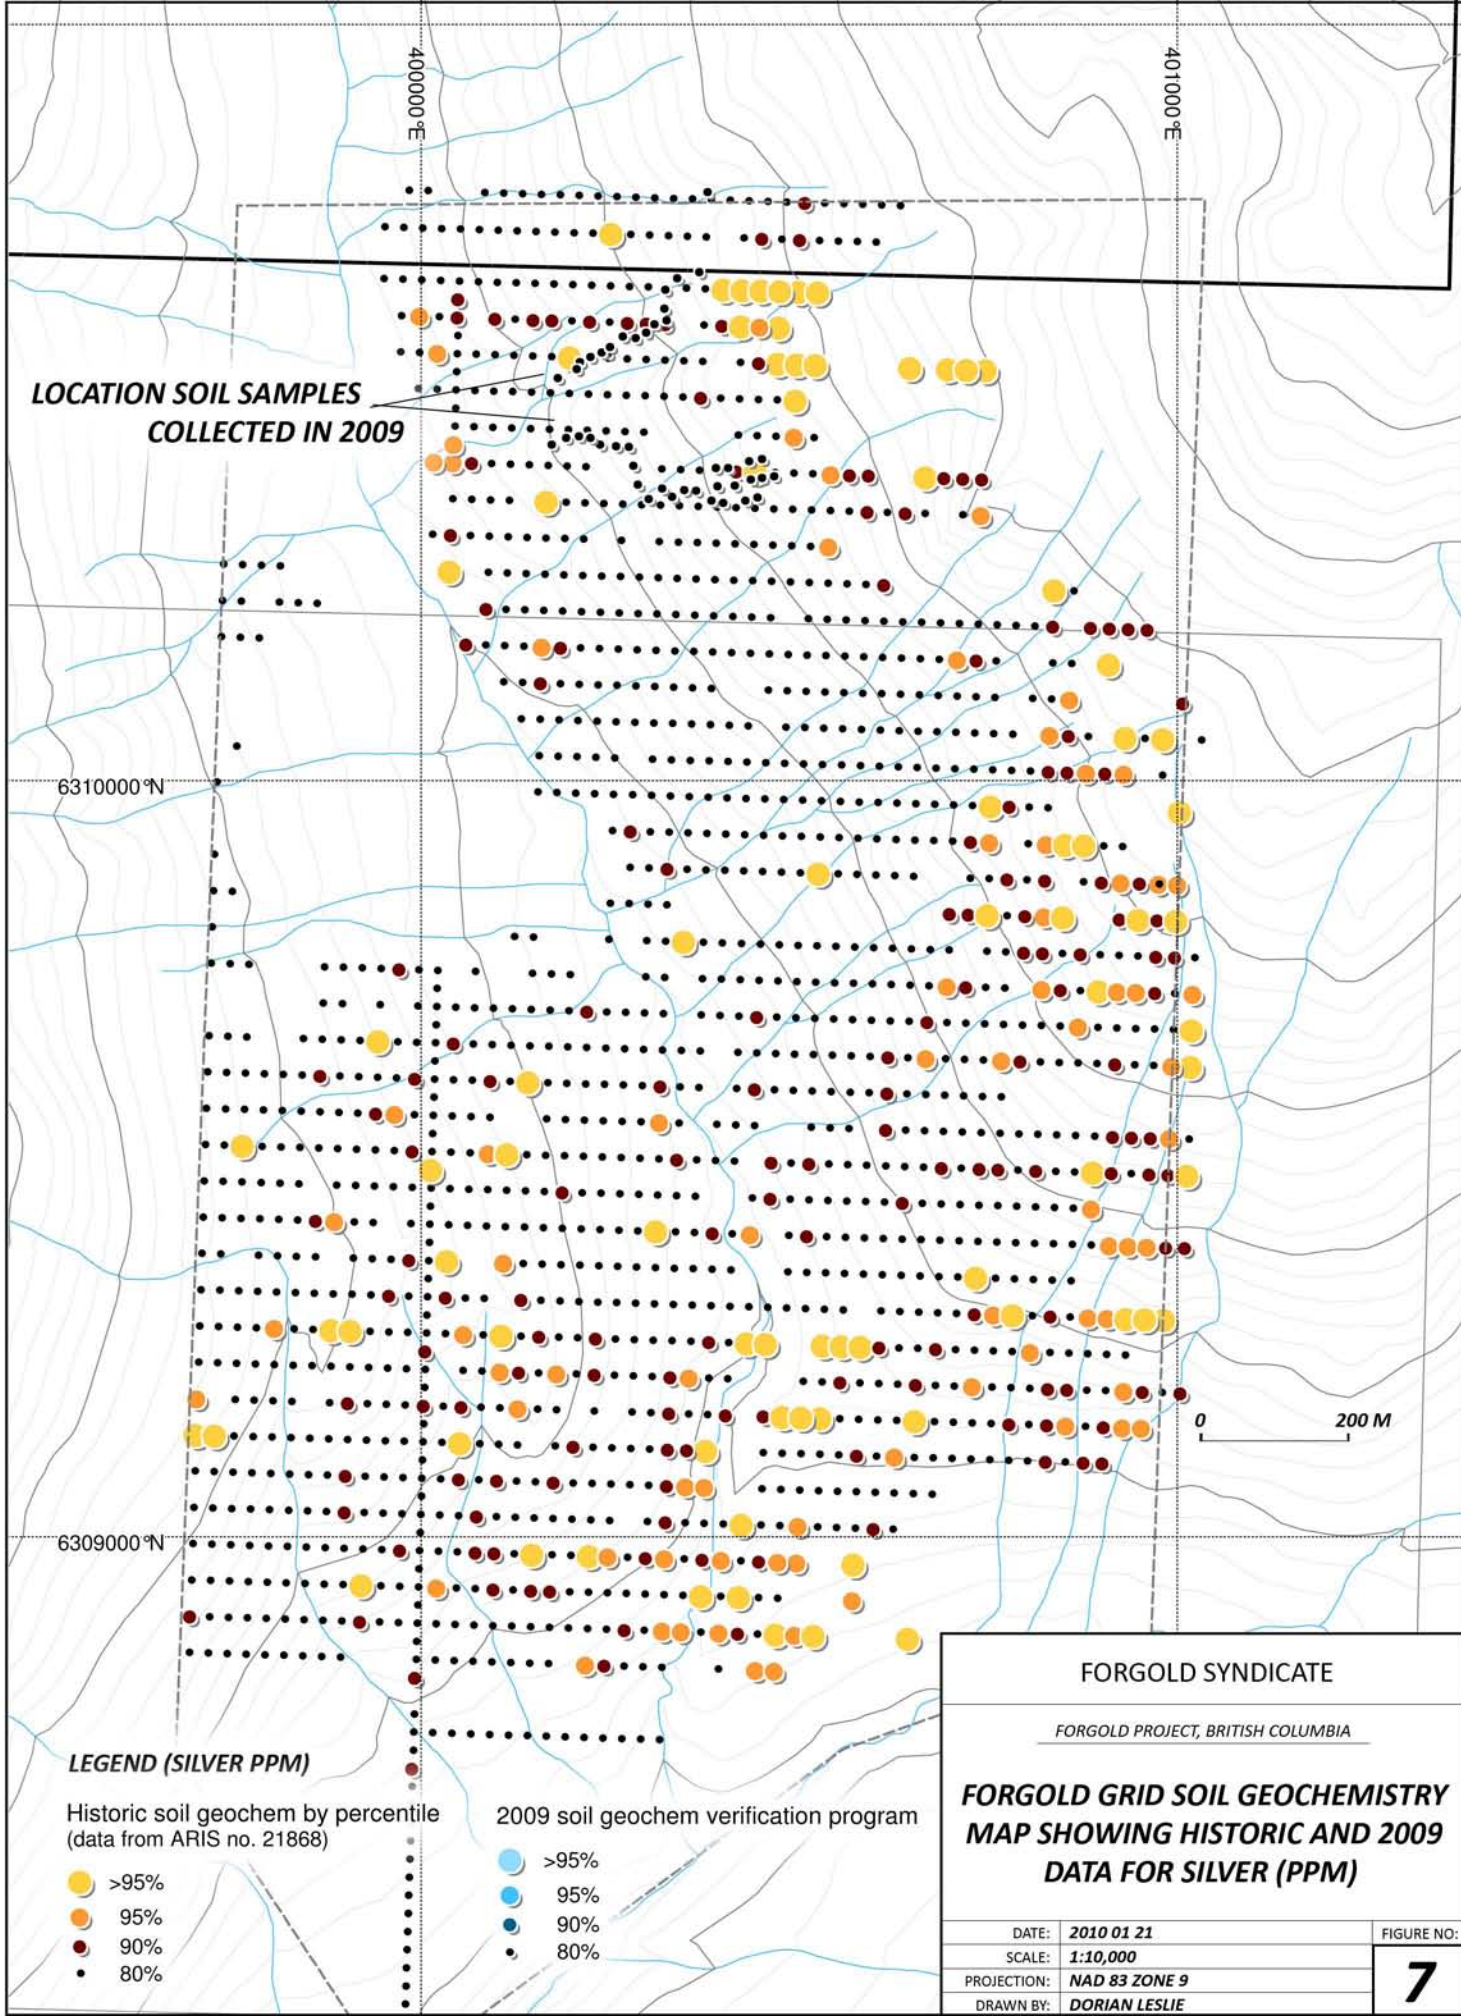 400000°E
401000°E
LOCATION SOIL SAMPLES
COLLECTED IN 2009
6310000°N
0 200 M
6309000°N
LEGEND (SILVER PPM)
Historic soil geochem by percentile
(data from ARIS no. 21868)
>95%
95%
90%
80%
2009 soil geochem verification program
>95%
95%
90%
80%
FORGOLD SYNDICATE
FORGOLD PROJECT, BRITISH COLUMBIA
FORGOLD GRID SOIL GEOCHEMISTRY
MAP SHOWING HISTORIC AND 2009
DATA FOR SILVER (PPM)
DATE: 2010 01 21
SCALE: 1:10,000
PROJECTION: NAD 83 ZONE 9
DRAWN BY: DORIAN LESLIE
FIGURE NO:
7